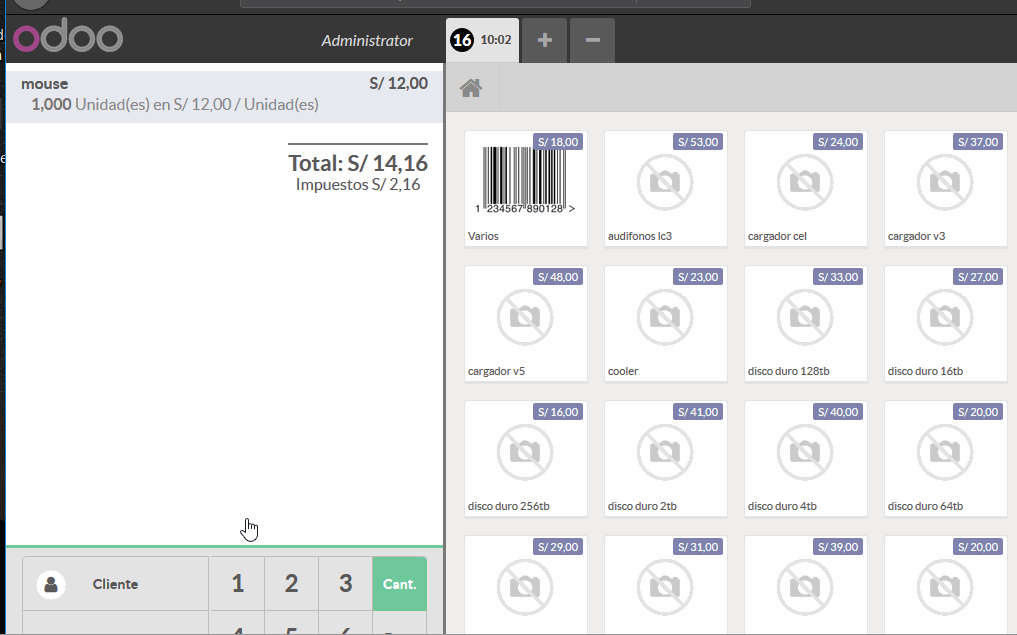 odoo
Administrator
16 10:02
+
−
mouse S/ 12,00
1,000 Unidad(es) en S/ 12,00 / Unidad(es)
Total: S/ 14,16
Impuestos S/ 2,16
Cliente
1 2 3 Cant.
S/ 18,00
1 234567 890128 >
Varios
S/ 53,00
audifonos lc3
S/ 24,00
cargador cel
S/ 37,00
cargador v3
S/ 48,00
cargador v5
S/ 23,00
cooler
S/ 33,00
disco duro 128tb
S/ 27,00
disco duro 16tb
S/ 16,00
disco duro 256tb
S/ 41,00
disco duro 2tb
S/ 40,00
disco duro 4tb
S/ 20,00
disco duro 64tb
S/ 29,00
S/ 31,00
S/ 39,00
S/ 20,00